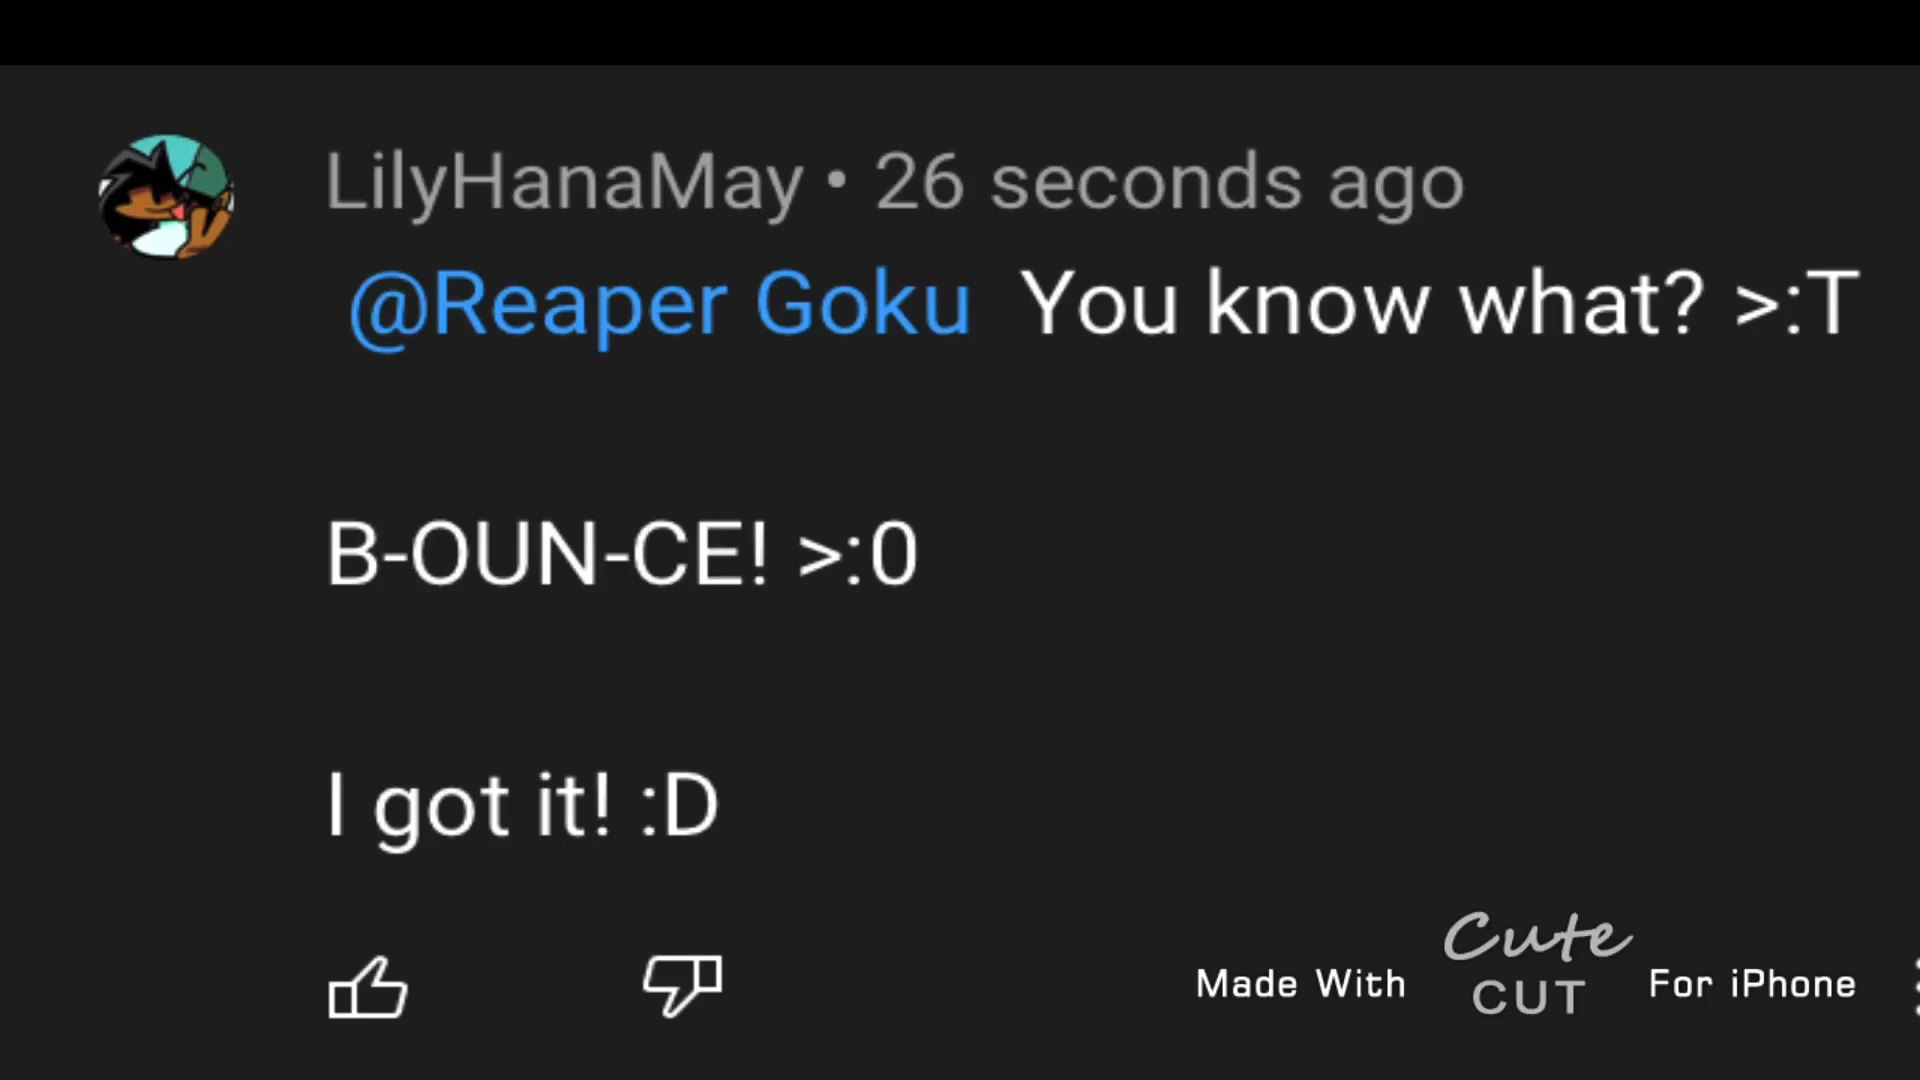 LilyHanaMay • 26 seconds ago
@Reaper Goku You know what? >:T
B-OUN-CE! >:0
I got it! :D
Made With Cute CUT For iPhone